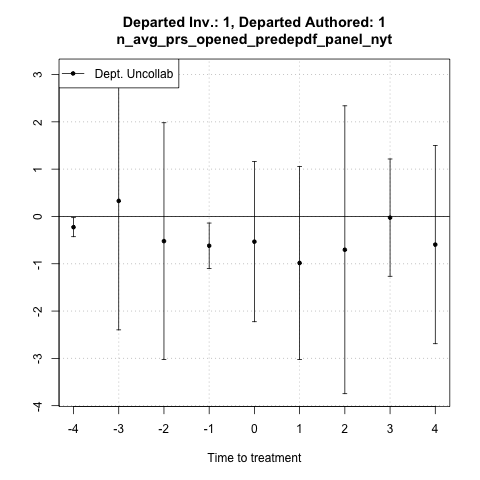 Departed Inv.: 1, Departed Authored: 1
n_avg_prs_opened_predepdf_panel_nyt
Dept. Uncollab
3
2
1
0
-1
-2
-3
-4
-4 -3 -2 -1 0 1 2 3 4
Time to treatment